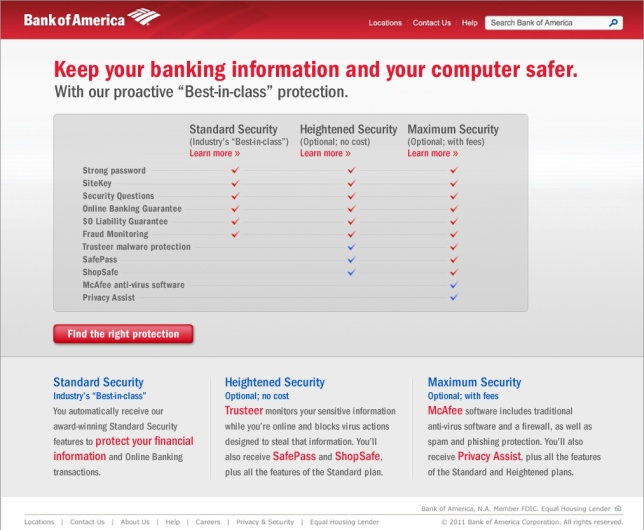 Bank of America
Locations Contact Us Help Search Bank of America
Keep your banking information and your computer safer.
With our proactive “Best-in-class” protection.
Standard Security Heightened Security Maximum Security
(Industry’s “Best-in-class”) (Optional; no cost) (Optional; with fees)
Learn more » Learn more » Learn more »
Strong password
SiteKey
Security Questions
Online Banking Guarantee
$0 Liability Guarantee
Fraud Monitoring
Trusteer malware protection
SafePass
ShopSafe
McAfee anti-virus software
Privacy Assist
Find the right protection
Standard Security
Industry’s “Best-in-class”
You automatically receive our
award-winning Standard Security
features to protect your financial
information and Online Banking
transactions.
Heightened Security
Optional; no cost
Trusteer monitors your sensitive information
while you’re online and blocks virus actions
designed to steal that information. You’ll
also receive SafePass and ShopSafe,
plus all the features of the Standard plan.
Maximum Security
Optional; with fees
McAfee software includes traditional
anti-virus software and a firewall, as well as
spam and phishing protection. You’ll also
receive Privacy Assist, plus all the features
of the Standard and Heightened plans.
Bank of America, N.A. Member FDIC. Equal Housing Lender
Locations | Contact Us | About Us | Help | Careers | Privacy & Security | Equal Housing Lender
© 2011 Bank of America Corporation. All rights reserved.